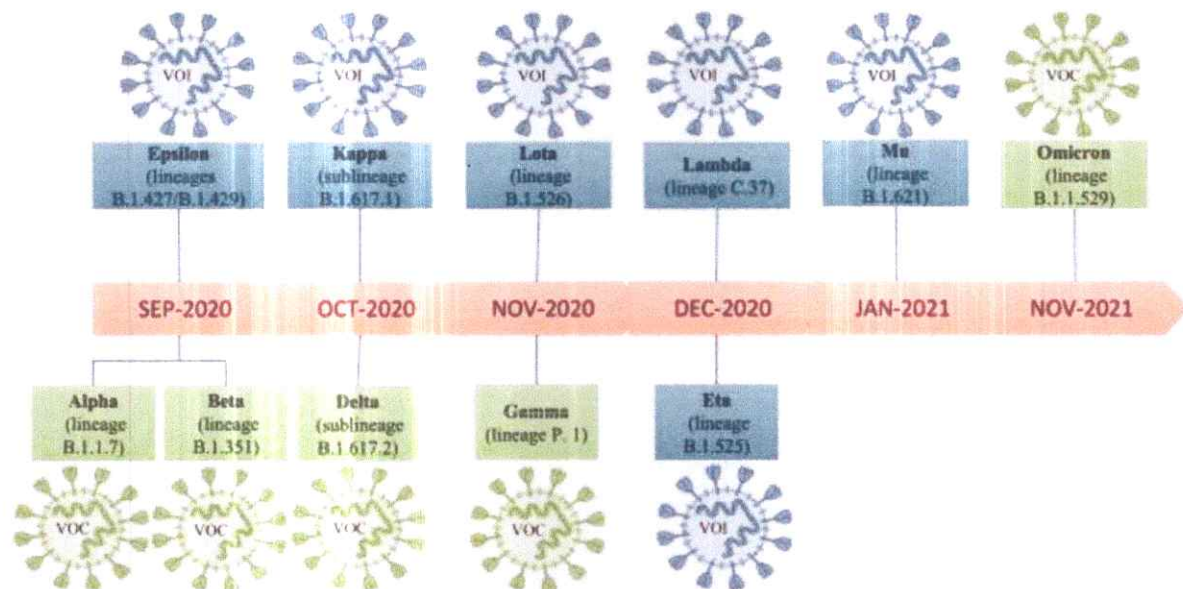 VOI
VOI
VOI
VOI
VOI
VOC
Epsilon
(lineages
B.1.427/B.1.429)
Kappa
(sublineage
B.1.617.1)
Lota
(lineage
B.1.526)
Lambda
(lineage C.37)
Mu
(lineage
B.1.621)
Omicron
(lineage
B.1.1.529)
SEP-2020
OCT-2020
NOV-2020
DEC-2020
JAN-2021
NOV-2021
Alpha
(lineage
B.1.1.7)
Beta
(lineage
B.1.351)
Delta
(sublineage
B.1.617.2)
Gamma
(lineage P. 1)
Eta
(lineage
B.1.525)
VOC
VOC
VOC
VOC
VOI